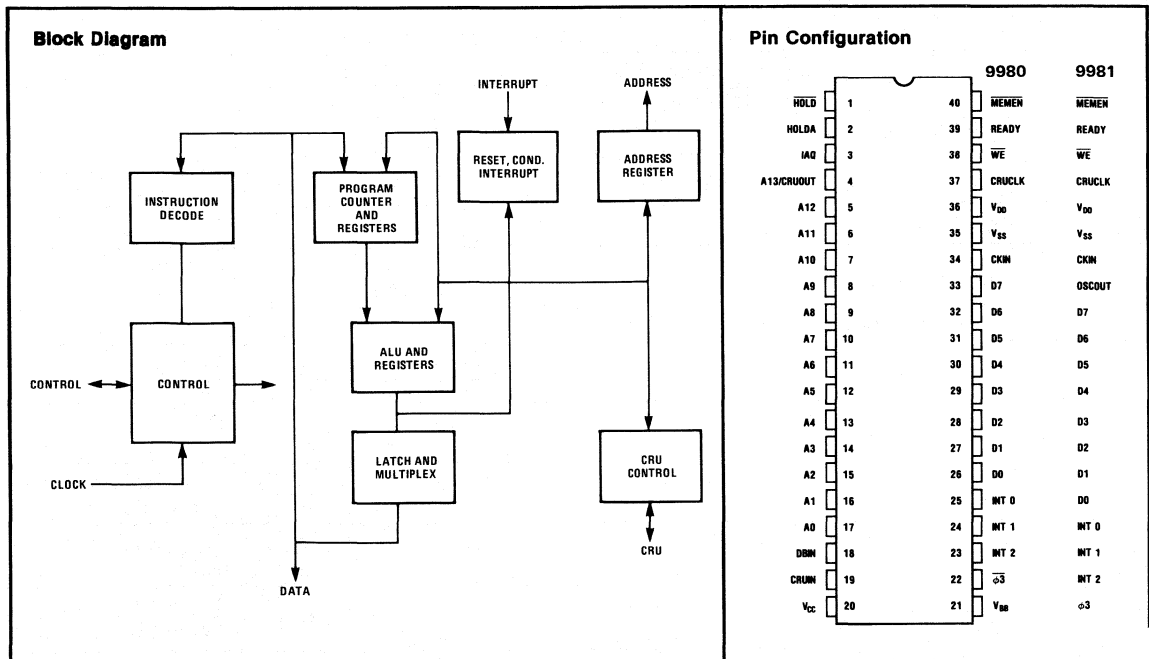 Block Diagram
INTERRUPT
ADDRESS
INSTRUCTION
DECODE
PROGRAM
COUNTER
AND
REGISTERS
RESET, COND.
INTERRUPT
ADDRESS
REGISTER
CONTROL
CONTROL
CLOCK
ALU AND
REGISTERS
LATCH AND
MULTIPLEX
CRU
CONTROL
DATA
CRU
Pin Configuration
9980 9981
HOLD 1 40 MEMEN MEMEN
HOLDA 2 39 READY READY
IAQ 3 38 WE WE
A13/CRUOUT 4 37 CRUCLK CRUCLK
A12 5 36 VDD VDD
A11 6 35 VSS VSS
A10 7 34 CKIN CKIN
A9 8 33 D7 OSCOUT
A8 9 32 D6 D7
A7 10 31 D5 D6
A6 11 30 D4 D5
A5 12 29 D3 D4
A4 13 28 D2 D3
A3 14 27 D1 D2
A2 15 26 D0 D1
A1 16 25 INT 0 D0
A0 17 24 INT 1 INT 0
DBIN 18 23 INT 2 INT 1
CRUIN 19 22 ϕ3 INT 2
VCC 20 21 VBB ϕ3